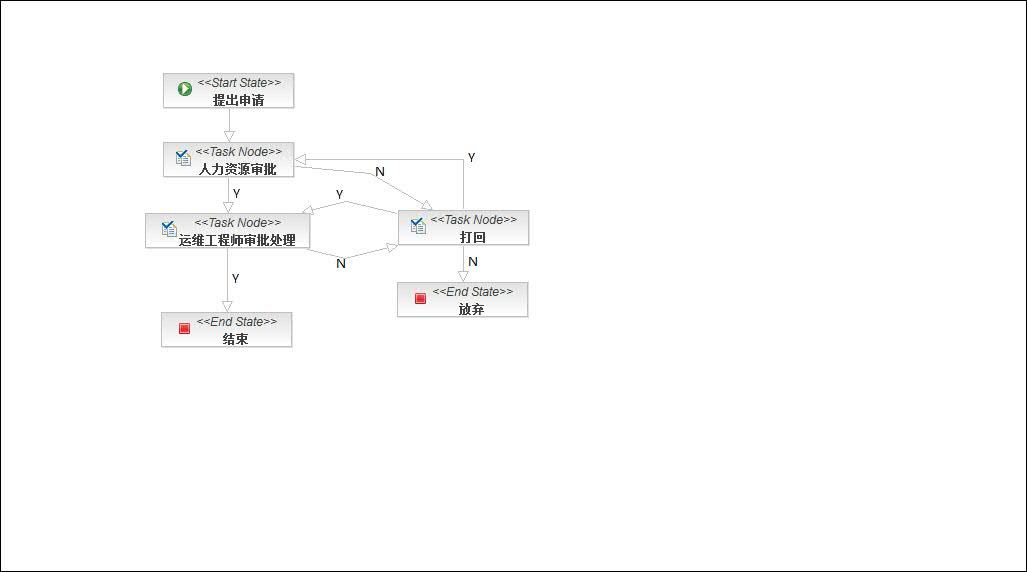 <<Start State>>
提出申请
<<Task Node>>
人力资源审批
Y
N
Y
Y
<<Task Node>>
打回
<<Task Node>>
运维工程师审批处理
N
N
Y
<<End State>>
放弃
<<End State>>
结束